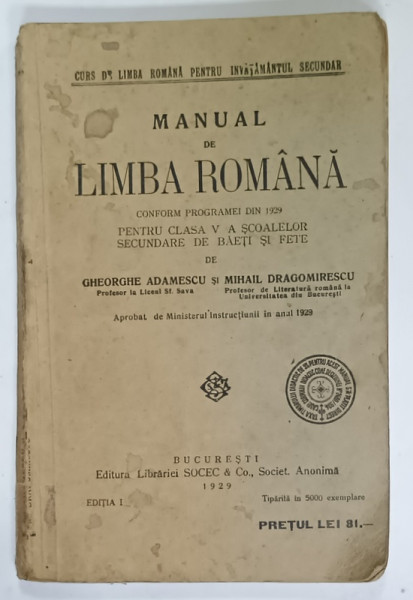 CURS DE LIMBA ROMÂNĂ PENTRU INVĂȚĂMÂNTUL SECUNDAR
MANUAL
DE
LIMBA ROMÂNĂ
CONFORM PROGRAMEI DIN 1929
PENTRU CLASA V A ȘCOALELOR
SECUNDARE DE BĂEȚI ȘI FETE
DE
GHEORGHE ADAMESCU ȘI MIHAIL DRAGOMIRESCU
Profesor la Liceul Sf. Sava Profesor de Literatură română la
Universitatea din București
Aprobat de Ministerul Instrucțiunii în anul 1929
BUCUREȘTI
Editura Librăriei SOCEC & Co., Societ. Anonimă
1929
EDIȚIA I Tipărită în 5000 exemplare
PREȚUL LEI 81.—